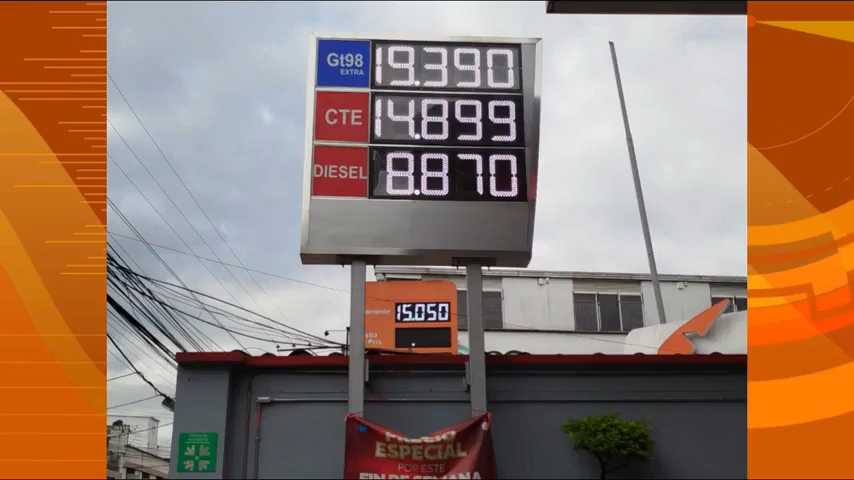 Gt98
EXTRA
19.390
CTE
14.899
DIESEL
8.870
15.050
PRECIO
ESPECIAL
POR ESTE
FIN DE SEMANA